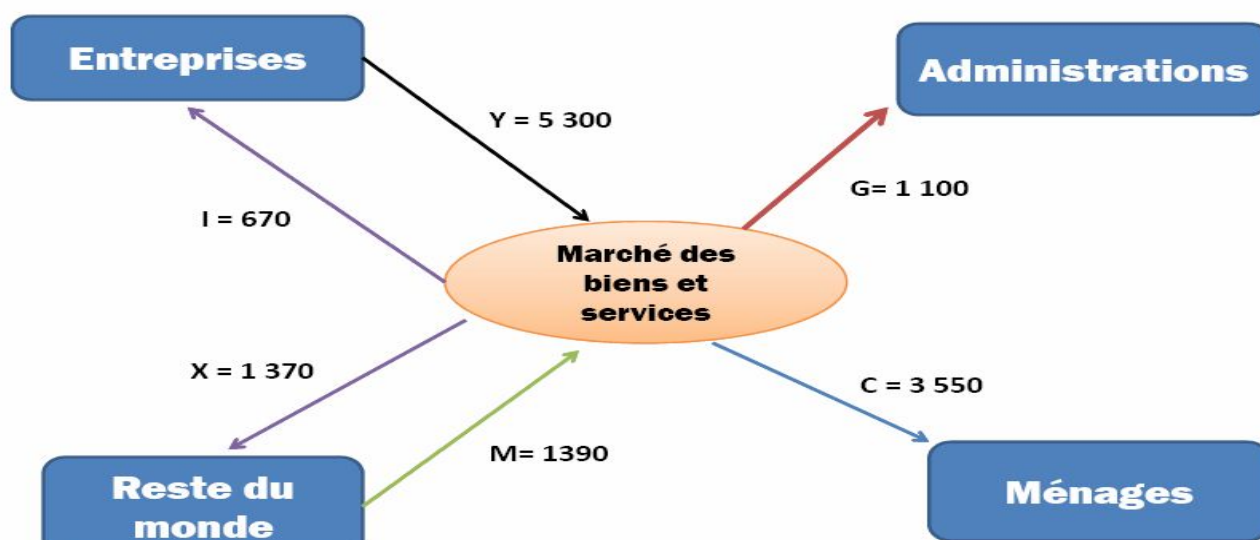 Entreprises
Administrations
Y = 5 300
G= 1 100
I = 670
Marché des
biens et
services
X = 1 370
C = 3 550
M= 1390
Reste du
monde
Ménages